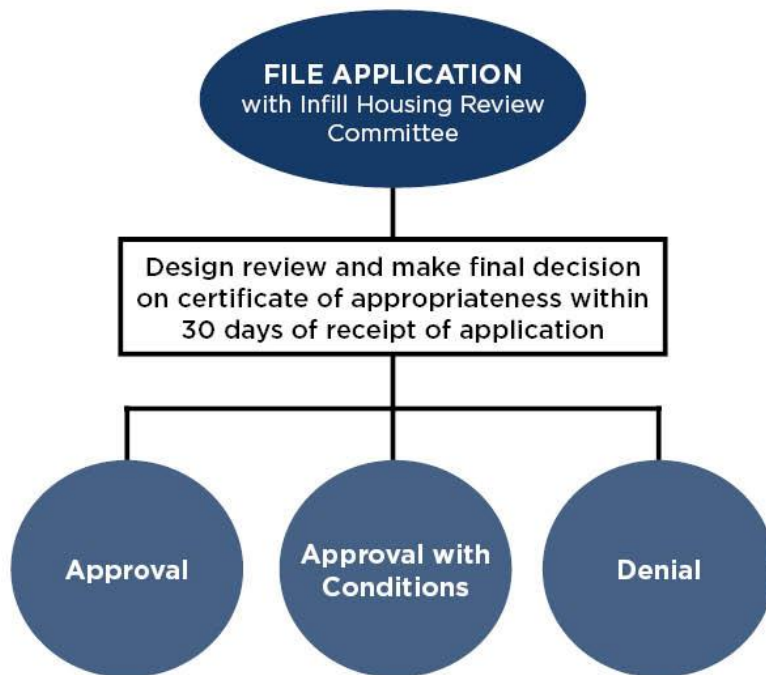 FILE APPLICATION
with Infill Housing Review
Committee
Design review and make final decision
on certificate of appropriateness within
30 days of receipt of application
Approval
Approval with
Conditions
Denial